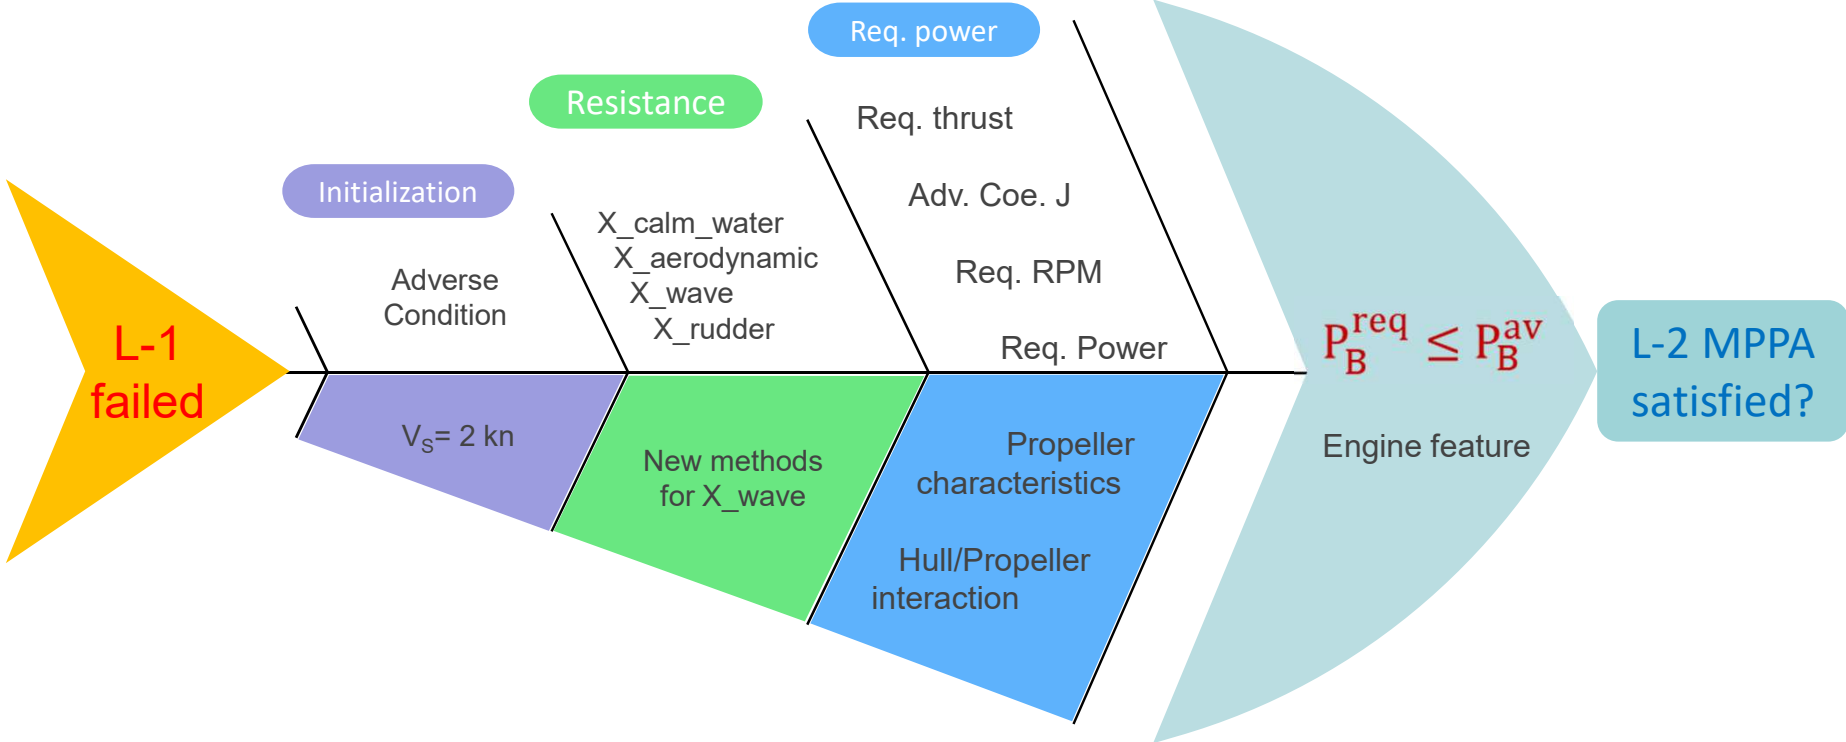 L-1
failed
Initialization
Adverse
Condition
V_S= 2 kn
Resistance
X_calm_water
X_aerodynamic
X_wave
X_rudder
New methods
for X_wave
Req. power
Req. thrust
Adv. Coe. J
Req. RPM
Req. Power
Propeller
characteristics
Hull/Propeller
interaction
P_B^req ≤ P_B^av
Engine feature
L-2 MPPA
satisfied?